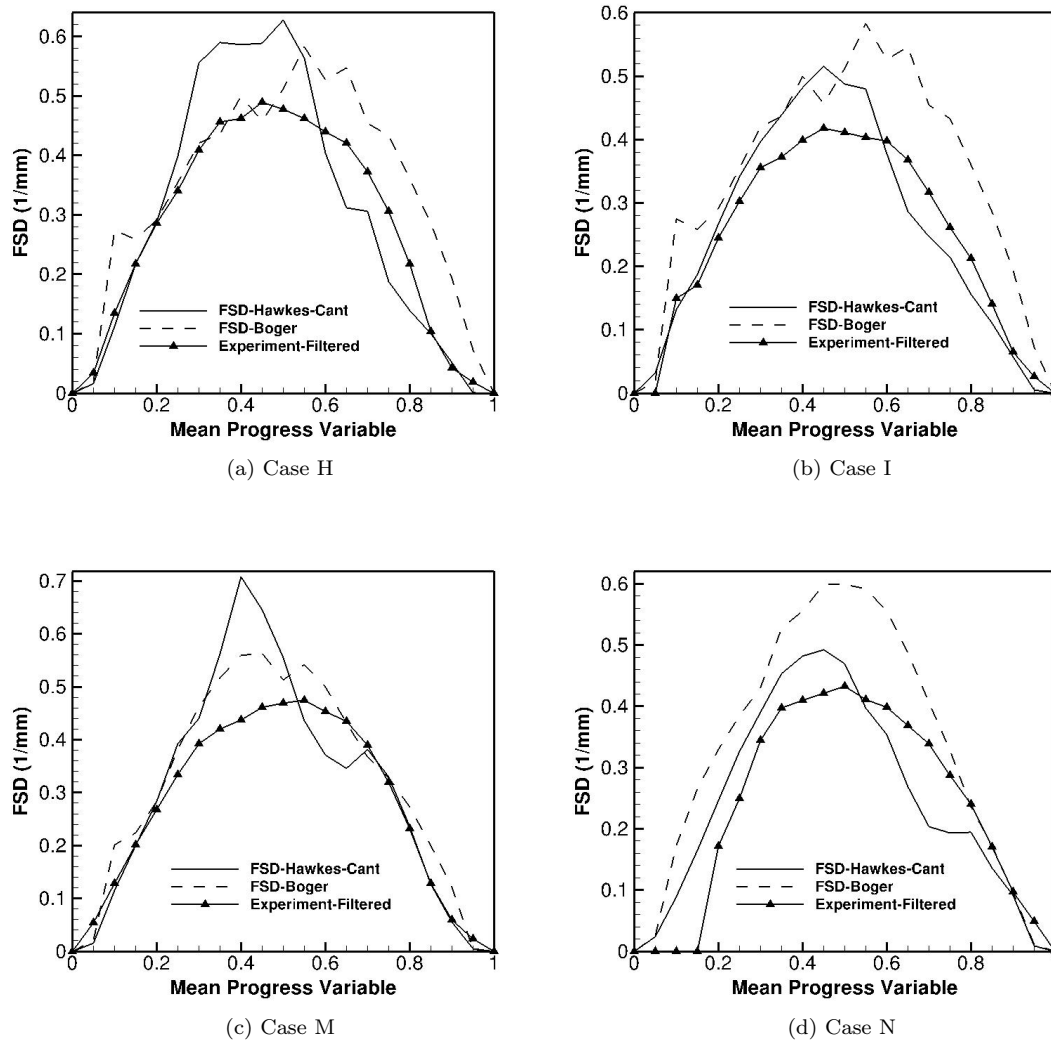 0.6
0.5
0.4
0.3
0.2
0.1
0
FSD (1/mm)
FSD-Hawkes-Cant
FSD-Boger
Experiment-Filtered
0 0.2 0.4 0.6 0.8 1
Mean Progress Variable
(a) Case H
0.6
0.5
0.4
0.3
0.2
0.1
0
FSD (1/mm)
FSD-Hawkes-Cant
FSD-Boger
Experiment-Filtered
0 0.2 0.4 0.6 0.8
Mean Progress Variable
(b) Case I
0.7
0.6
0.5
0.4
0.3
0.2
0.1
0
FSD (1/mm)
FSD-Hawkes-Cant
FSD-Boger
Experiment-Filtered
0 0.2 0.4 0.6 0.8 1
Mean Progress Variable
(c) Case M
0.6
0.5
0.4
0.3
0.2
0.1
0
FSD (1/mm)
FSD-Hawkes-Cant
FSD-Boger
Experiment-Filtered
0 0.2 0.4 0.6 0.8
Mean Progress Variable
(d) Case N